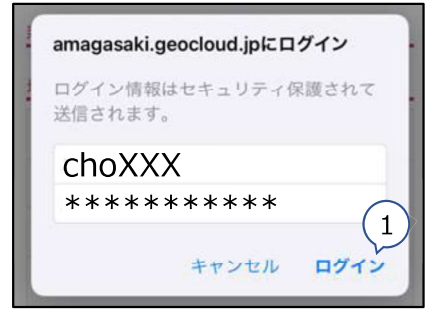 amagasaki.geocloud.jpにログイン
ログイン情報はセキュリティ保護されて
送信されます。
choXXX
***********
1
キャンセル ログイン